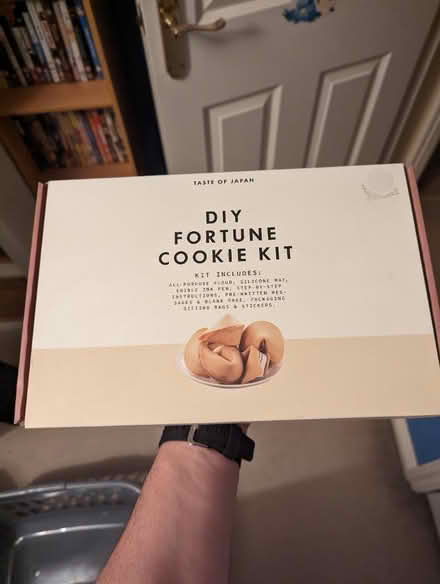 TASTE OF JAPAN
DIY
FORTUNE
COOKIE KIT
KIT INCLUDES:
ALL-PURPOSE FLOUR, SILICONE MAT,
EDIBLE INK PEN, STEP-BY-STEP
INSTRUCTIONS, PRE-WRITTEN MES-
SAGES & BLANK PAGE, PACKAGING
GIFTING BAGS & STICKERS.